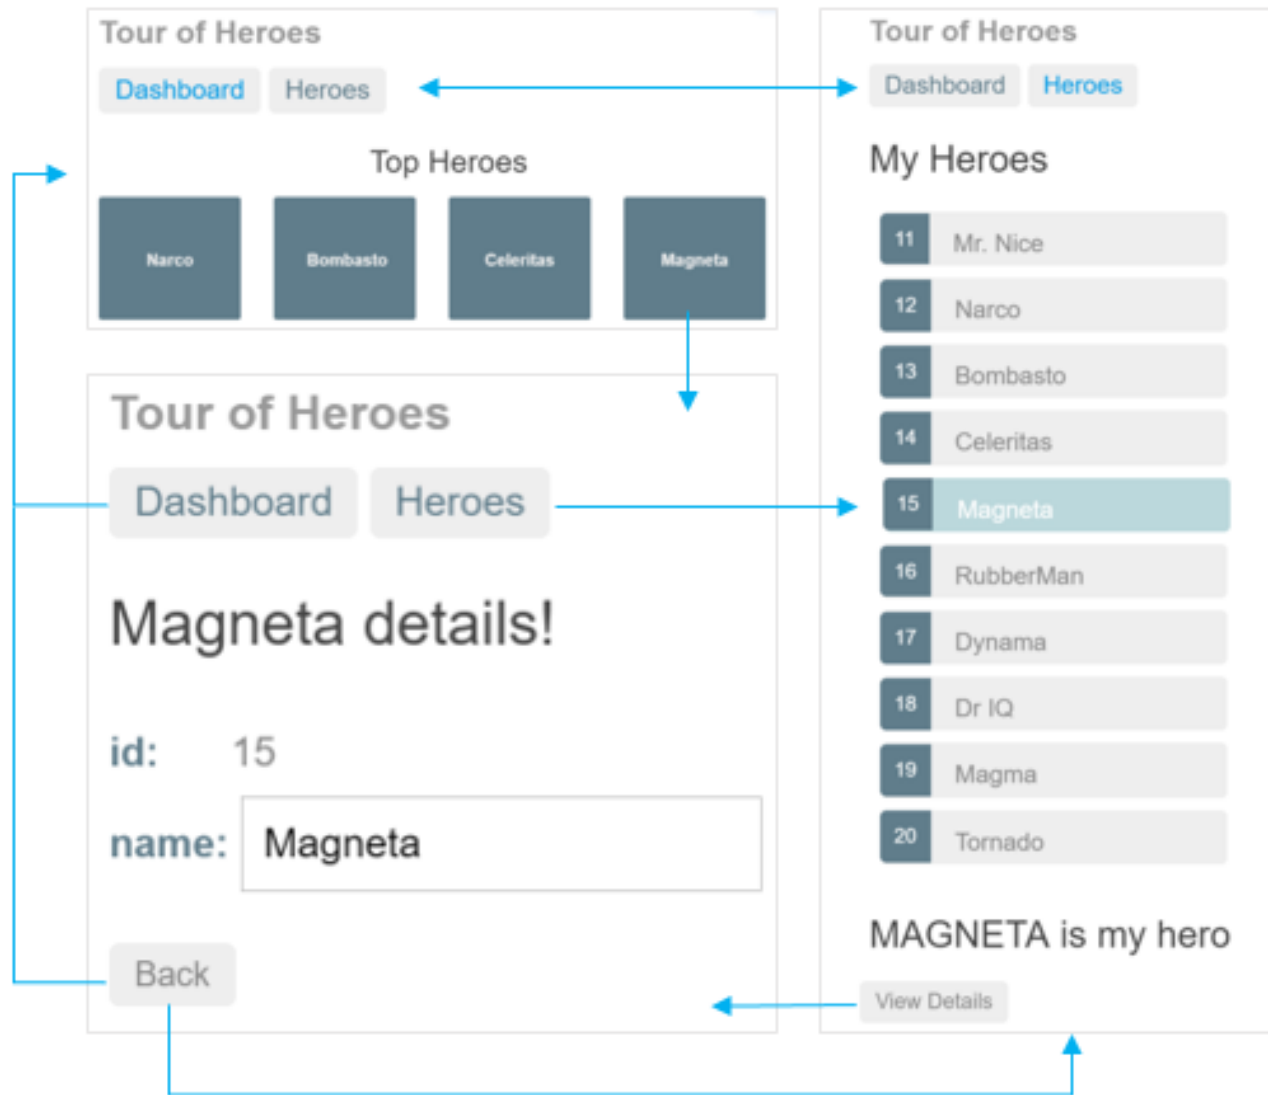 Tour of Heroes
Dashboard Heroes
Top Heroes
Narco Bombasto Celeritas Magneta
Tour of Heroes
Dashboard Heroes
Magneta details!
id: 15
name: Magneta
Back
Tour of Heroes
Dashboard Heroes
My Heroes
11 Mr. Nice
12 Narco
13 Bombasto
14 Celeritas
15 Magneta
16 RubberMan
17 Dynama
18 Dr IQ
19 Magma
20 Tornado
MAGNETA is my hero
View Details